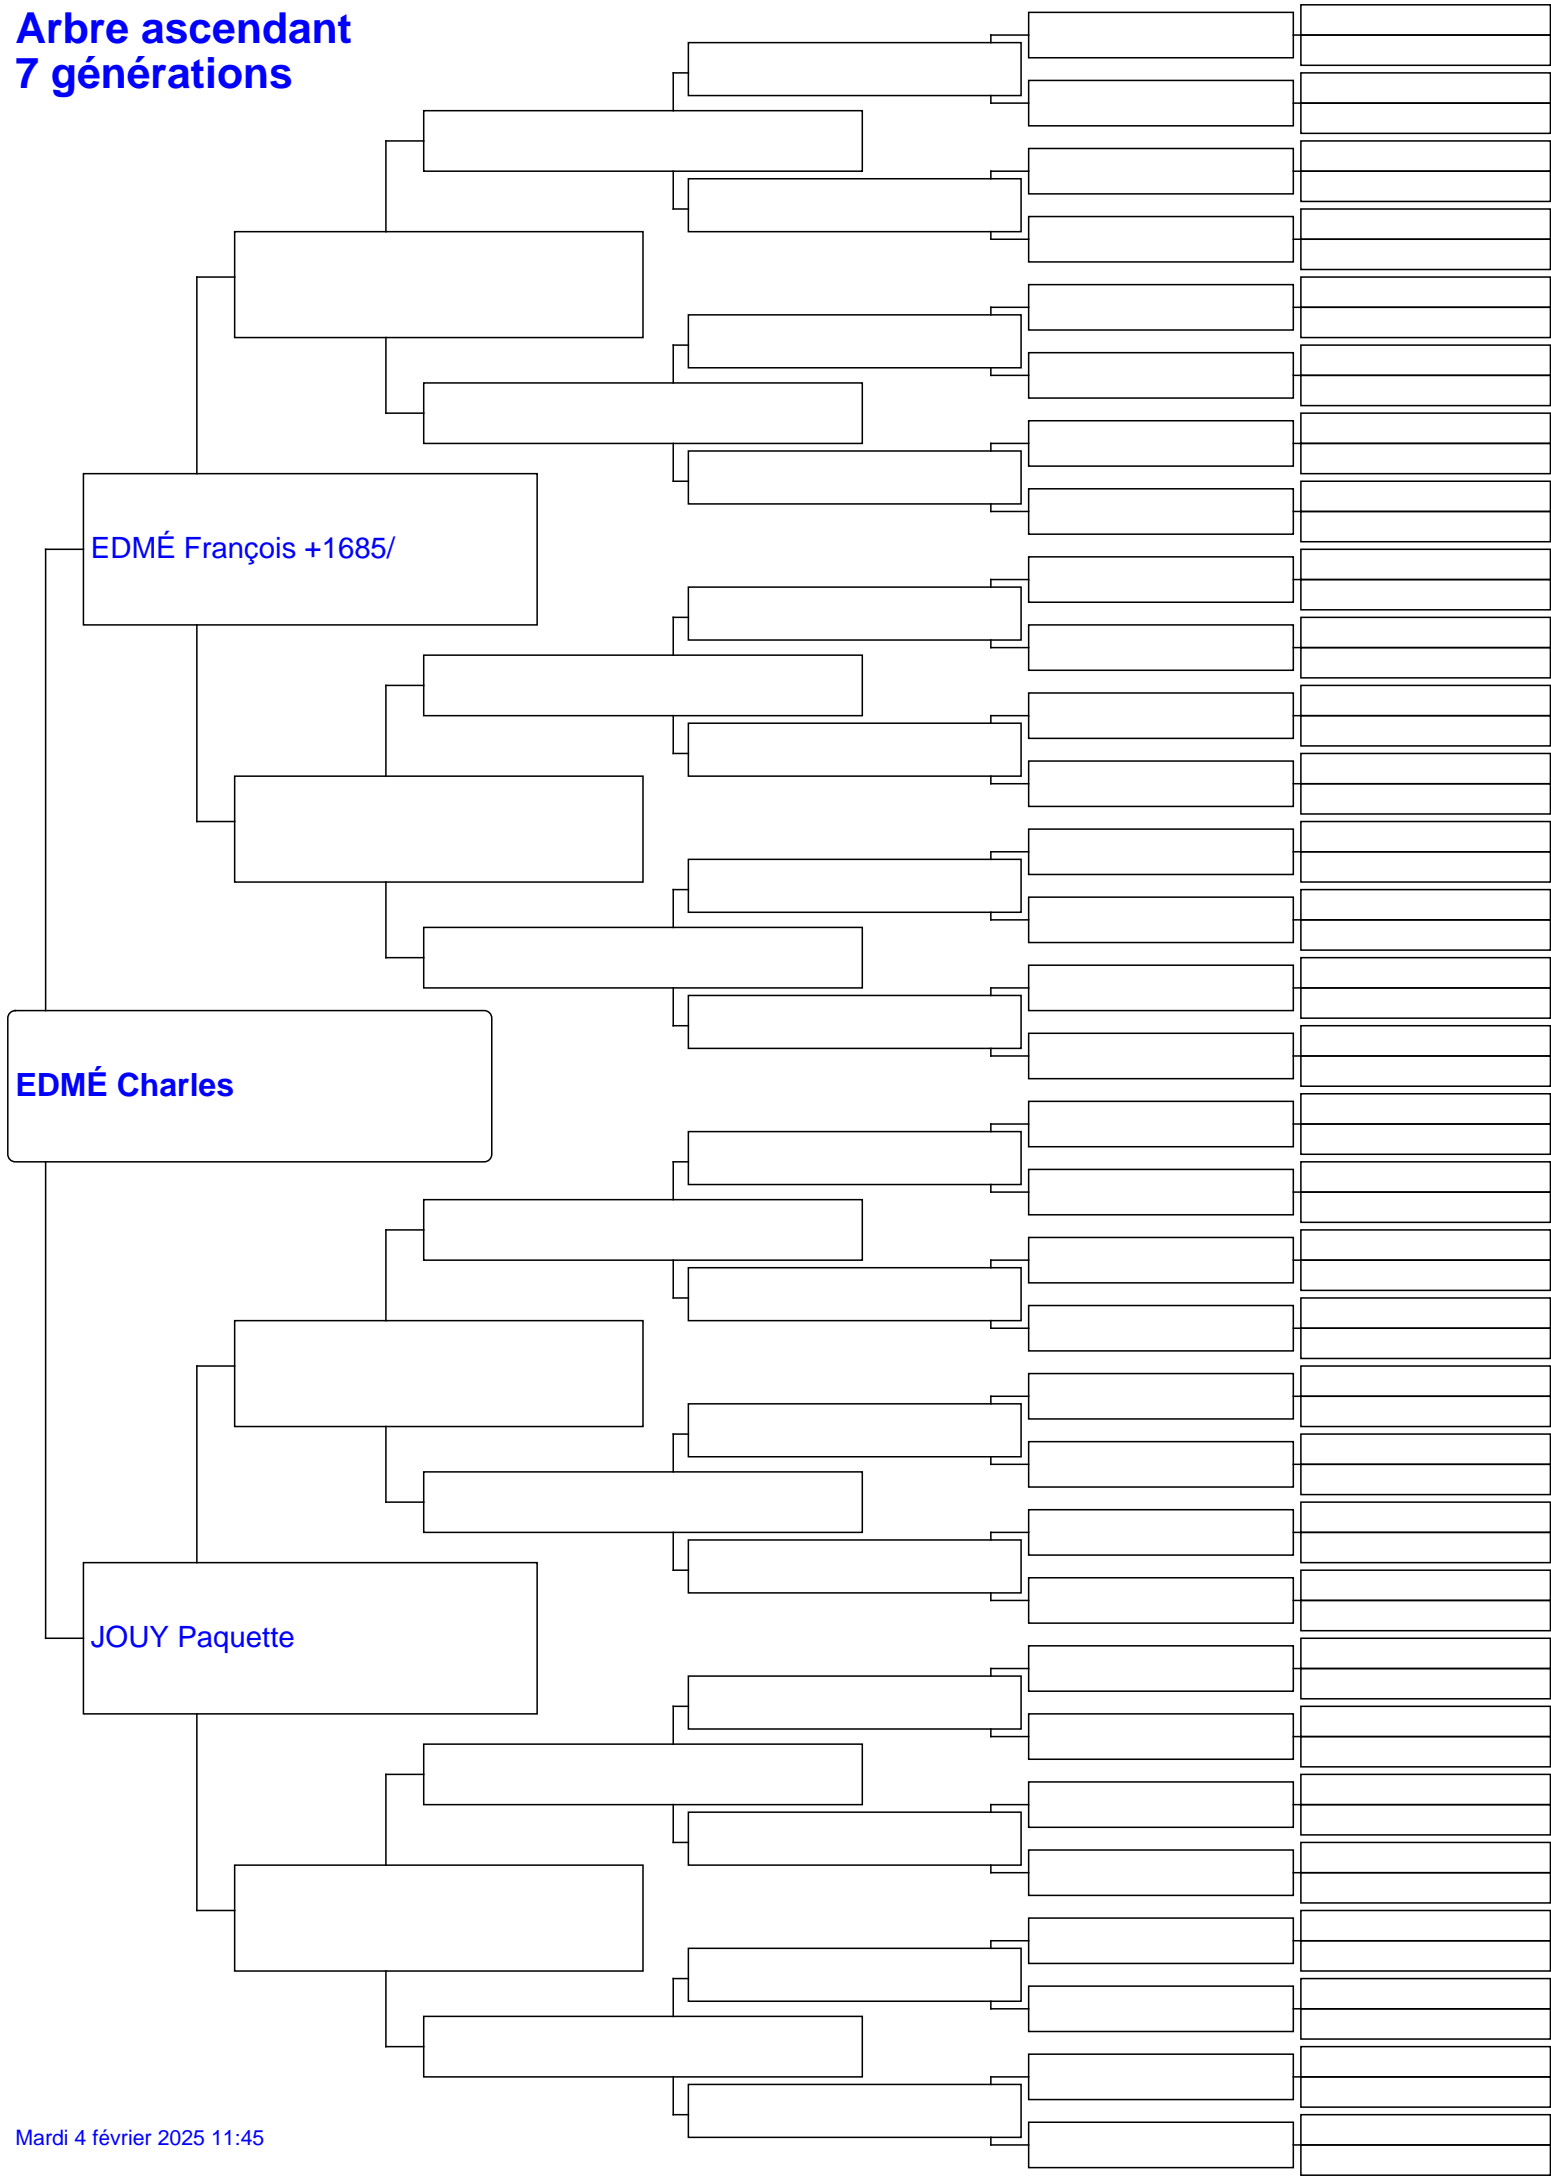 Arbre ascendant
7 générations
EDMÉ François +1685/
EDMÉ Charles
JOUY Paquette
Mardi 4 février 2025 11:45